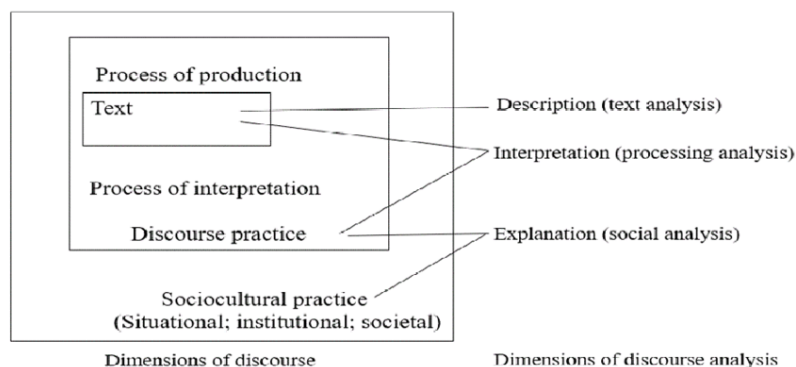 Process of production
Text
Description (text analysis)
Interpretation (processing analysis)
Process of interpretation
Discourse practice
Explanation (social analysis)
Sociocultural practice
(Situational; institutional; societal)
Dimensions of discourse
Dimensions of discourse analysis